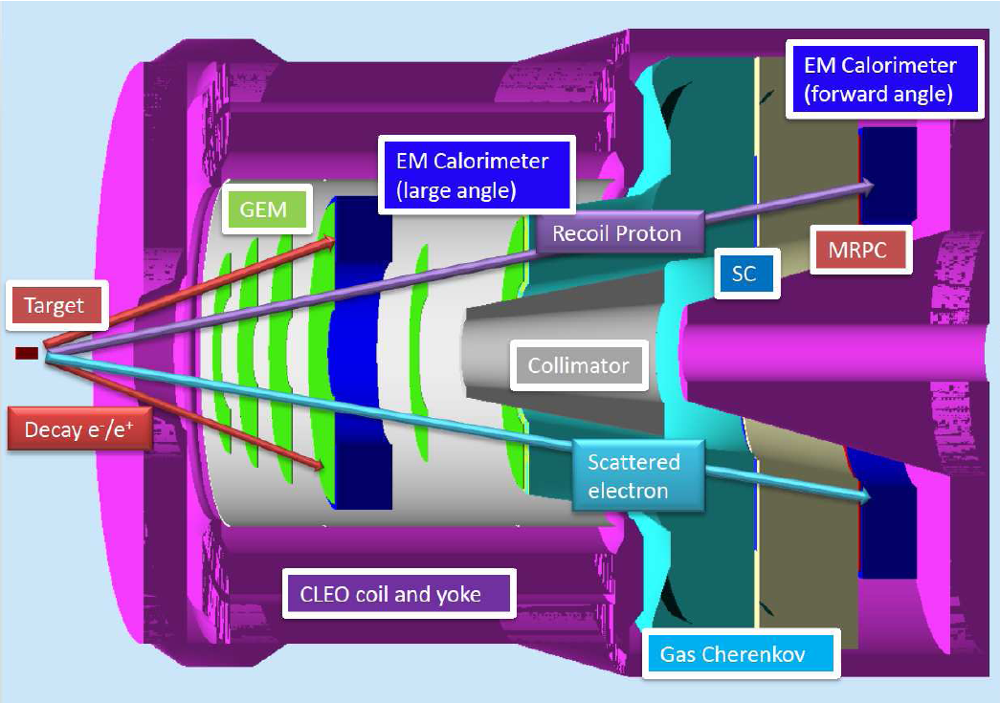 EM Calorimeter
(forward angle)
EM Calorimeter
(large angle)
GEM
Recoil Proton
MRPC
SC
Target
Collimator
Decay e⁻/e⁺
Scattered
electron
CLEO coil and yoke
Gas Cherenkov